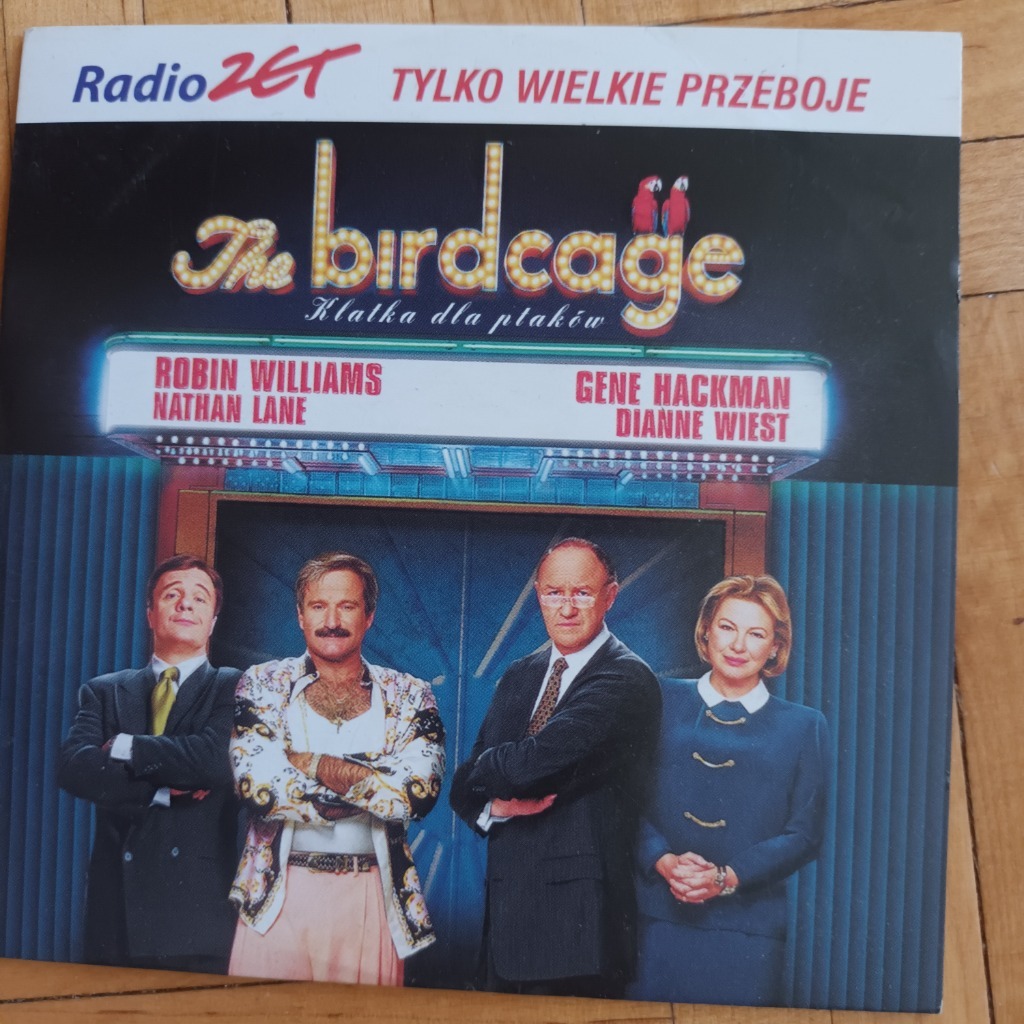 Radio ZET TYLKO WIELKIE PRZEBOJE
The birdcage
Klatka dla ptaków
ROBIN WILLIAMS GENE HACKMAN
NATHAN LANE DIANNE WIEST